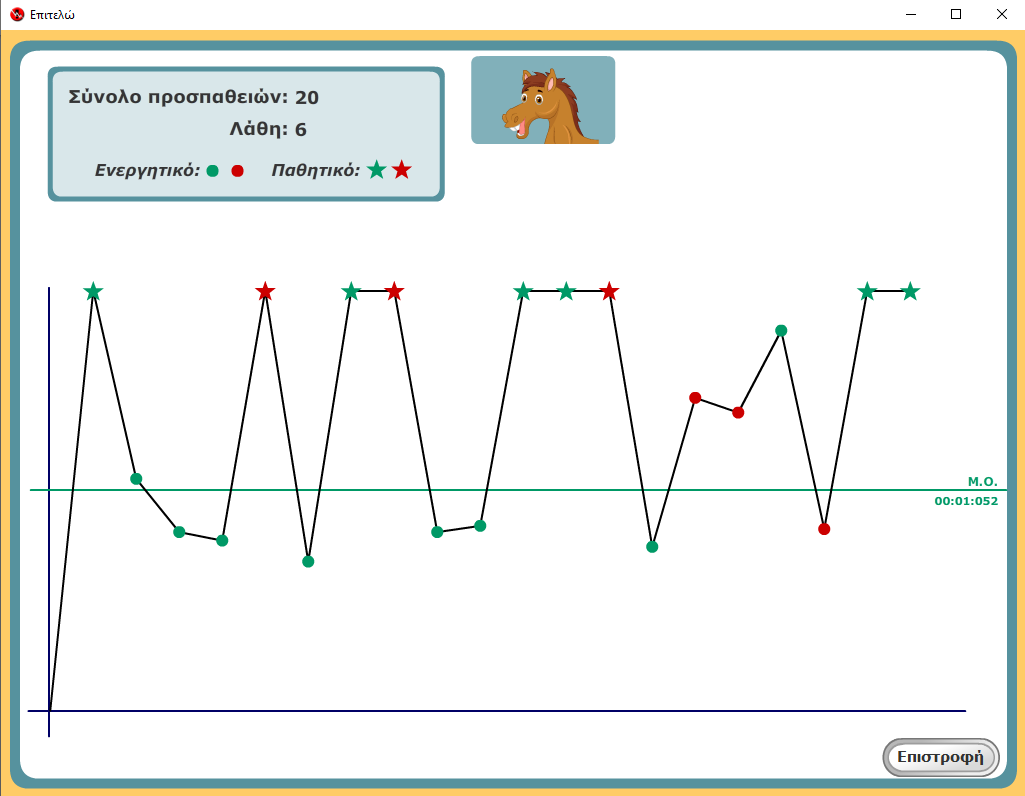 Επιτελώ
Σύνολο προσπαθειών: 20
Λάθη: 6
Ενεργητικό: Παθητικό:
Μ.Ο.
00:01:052
Επιστροφή